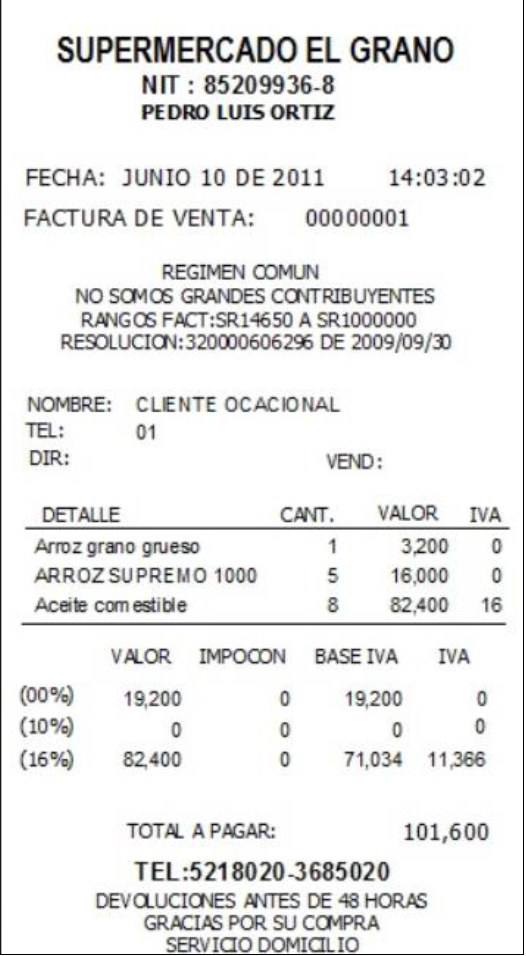 SUPERMERCADO EL GRANO
NIT : 85209936-8
PEDRO LUIS ORTIZ
FECHA: JUNIO 10 DE 2011 14:03:02
FACTURA DE VENTA: 00000001
REGIMEN COMUN
NO SOMOS GRANDES CONTRIBUYENTES
RANGOS FACT:SR14650 A SR1000000
RESOLUCION:320000606296 DE 2009/09/30
NOMBRE: CLIENTE OCACIONAL
TEL: 01
DIR: VEND:
DETALLE CANT. VALOR IVA
Arroz grano grueso 1 3,200 0
ARROZ SUPREMO 1000 5 16,000 0
Aceite comestible 8 82,400 16
VALOR IMPOCON BASE IVA IVA
(00%) 19,200 0 19,200 0
(10%) 0 0 0 0
(16%) 82,400 0 71,034 11,366
TOTAL A PAGAR: 101,600
TEL:5218020-3685020
DEVOLUCIONES ANTES DE 48 HORAS
GRACIAS POR SU COMPRA
SERVICIO DOMICILIO